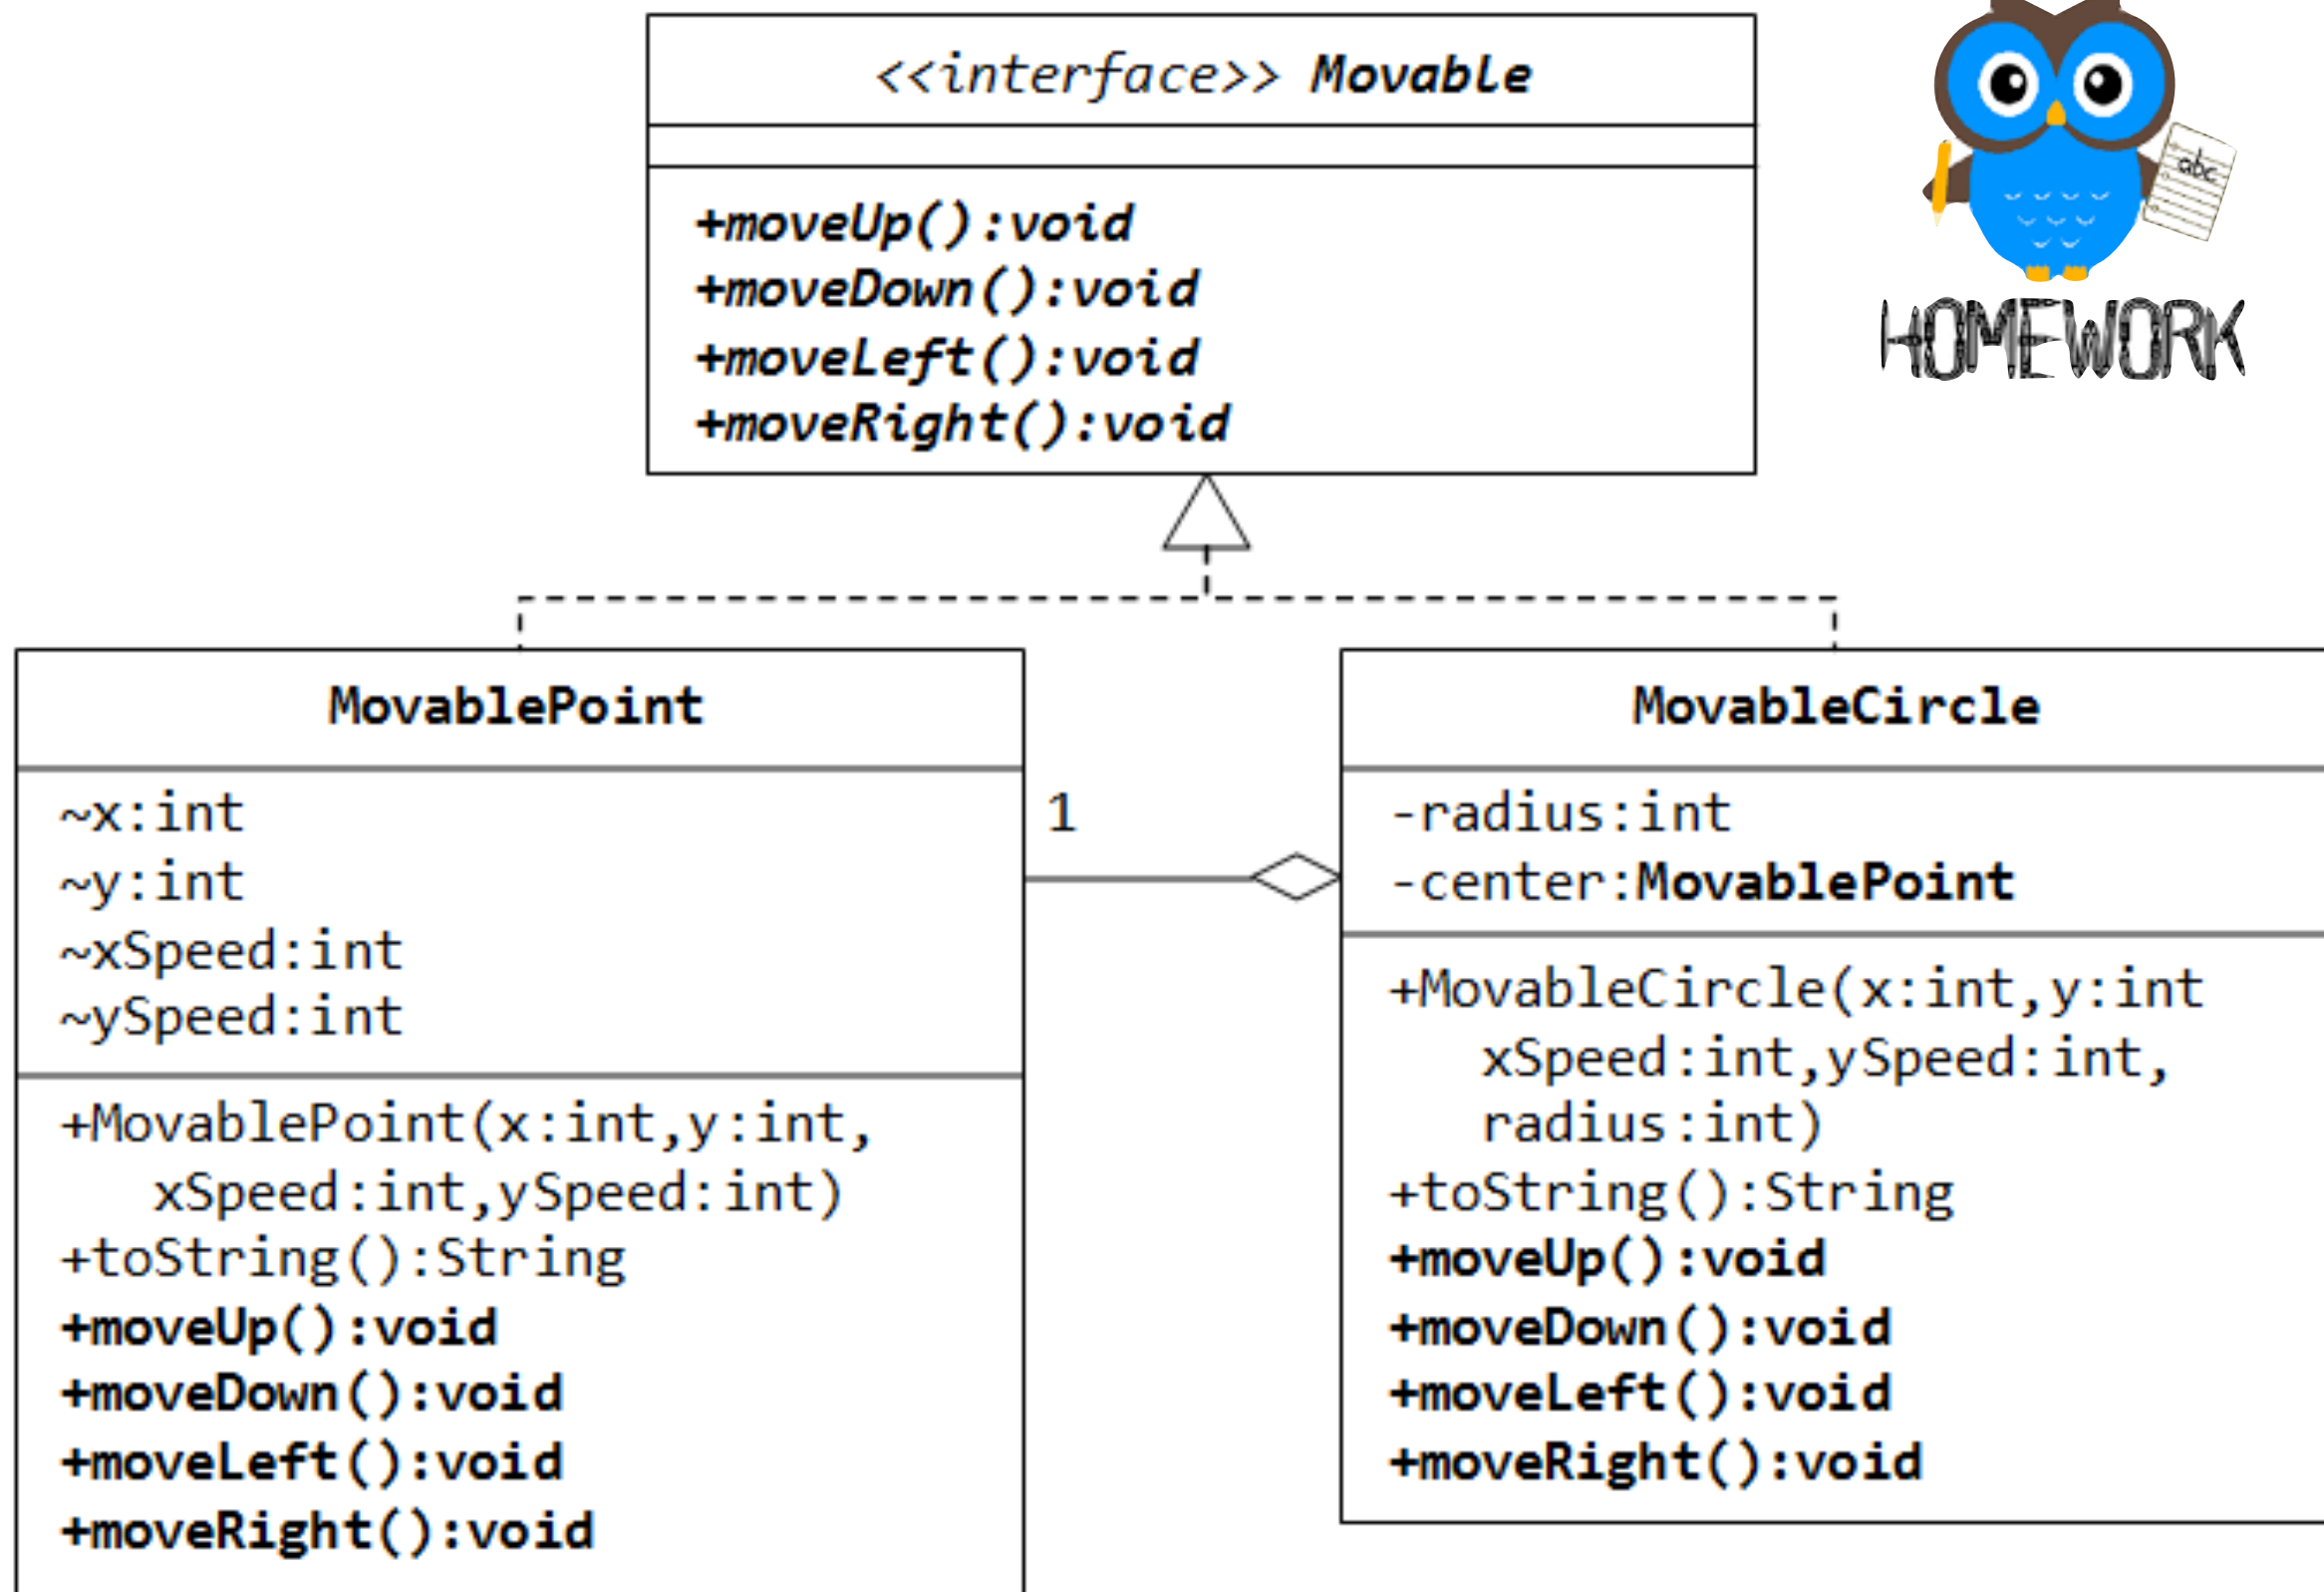 <<interface>> Movable
+moveUp():void
+moveDown():void
+moveLeft():void
+moveRight():void
abc
HOMEWORK
MovablePoint
~x:int
~y:int
~xSpeed:int
~ySpeed:int
+MovablePoint(x:int,y:int,
xSpeed:int,ySpeed:int)
+toString():String
+moveUp():void
+moveDown():void
+moveLeft():void
+moveRight():void
1
MovableCircle
-radius:int
-center:MovablePoint
+MovableCircle(x:int,y:int
xSpeed:int,ySpeed:int,
radius:int)
+toString():String
+moveUp():void
+moveDown():void
+moveLeft():void
+moveRight():void